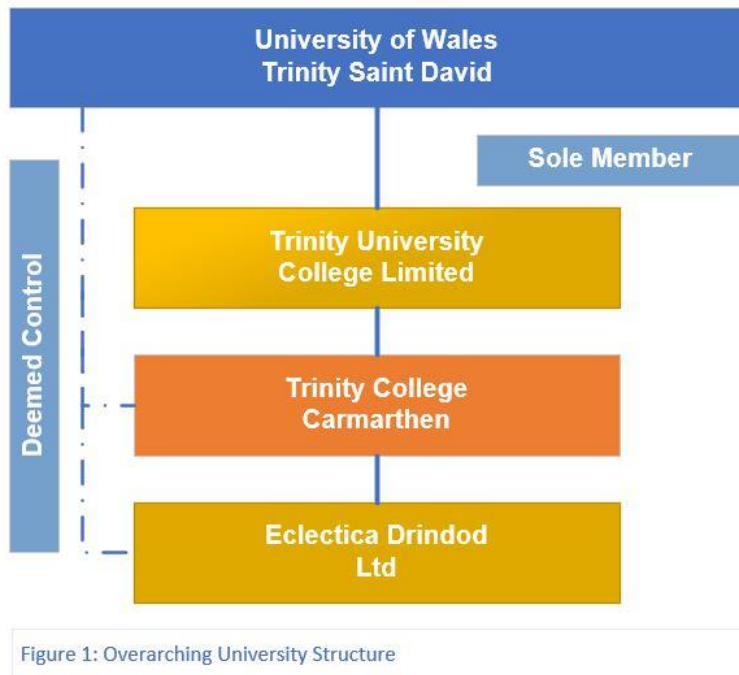 University of Wales
Trinity Saint David
Sole Member
Trinity University
College Limited
Deemed Control
Trinity College
Carmarthen
Eclectica Drindod
Ltd
Figure 1: Overarching University Structure